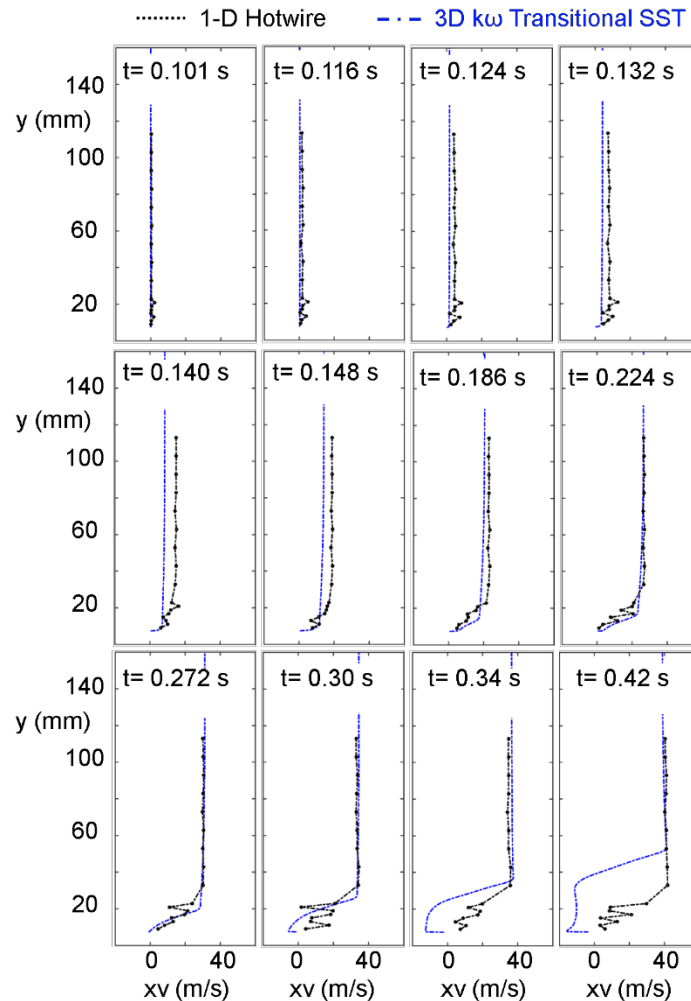 1-D Hotwire 3D kω Transitional SST
t= 0.101 s t= 0.116 s t= 0.124 s t= 0.132 s
140
y (mm)
100
60
20
t= 0.140 s t= 0.148 s t= 0.186 s t= 0.224 s
140
y (mm)
100
60
20
t= 0.272 s t= 0.30 s t= 0.34 s t= 0.42 s
140
y (mm)
100
60
20
0 40 0 40 0 40 0 40
xv (m/s) xv (m/s) xv (m/s) xv (m/s)